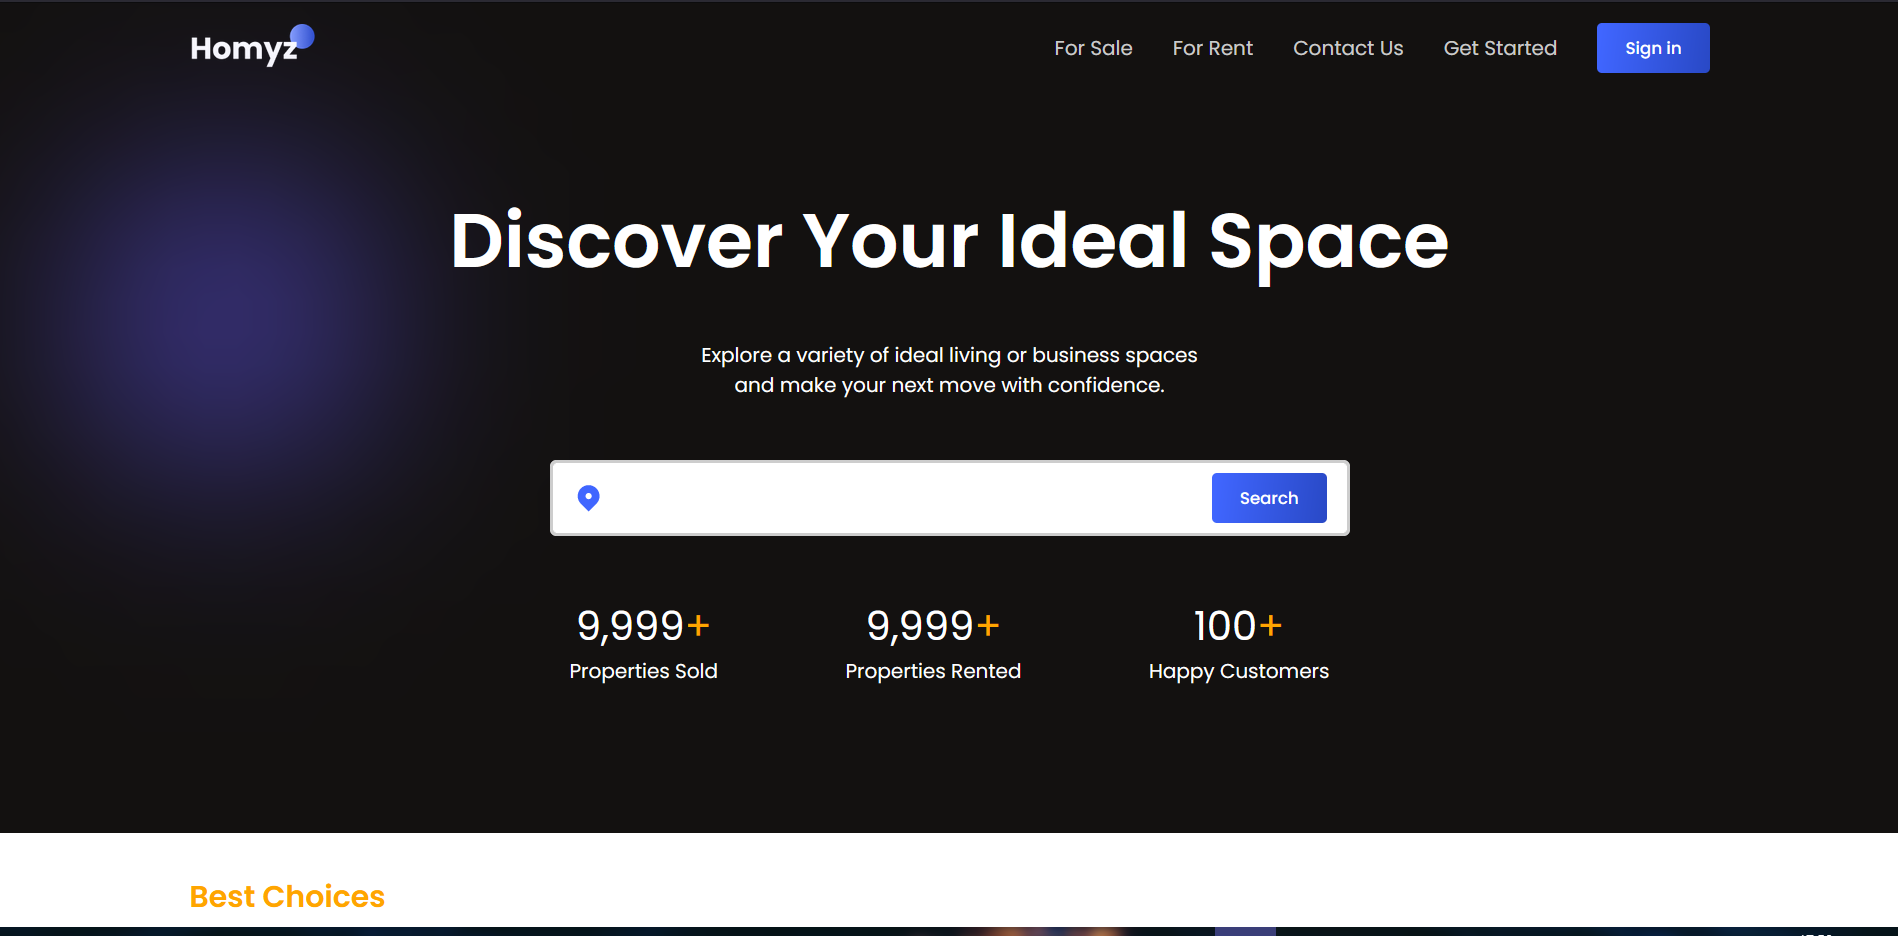 Homyz
For Sale
For Rent
Contact Us
Get Started
Sign in
Discover Your Ideal Space
Explore a variety of ideal living or business spaces
and make your next move with confidence.
Search
9,999+
Properties Sold
9,999+
Properties Rented
100+
Happy Customers
Best Choices